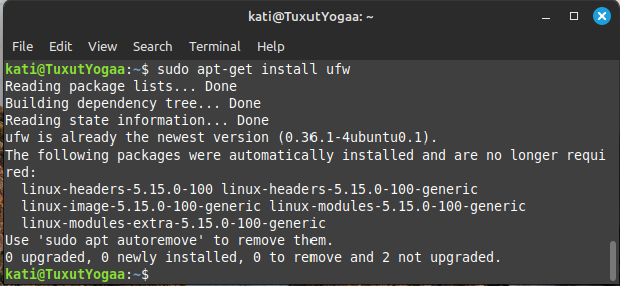 kati@TuxutYogaa: ~
File Edit View Search Terminal Help
kati@TuxutYogaa:~$ sudo apt-get install ufw
Reading package lists... Done
Building dependency tree... Done
Reading state information... Done
ufw is already the newest version (0.36.1-4ubuntu0.1).
The following packages were automatically installed and are no longer requi
red:
  linux-headers-5.15.0-100 linux-headers-5.15.0-100-generic
  linux-image-5.15.0-100-generic linux-modules-5.15.0-100-generic
  linux-modules-extra-5.15.0-100-generic
Use 'sudo apt autoremove' to remove them.
0 upgraded, 0 newly installed, 0 to remove and 2 not upgraded.
kati@TuxutYogaa:~$